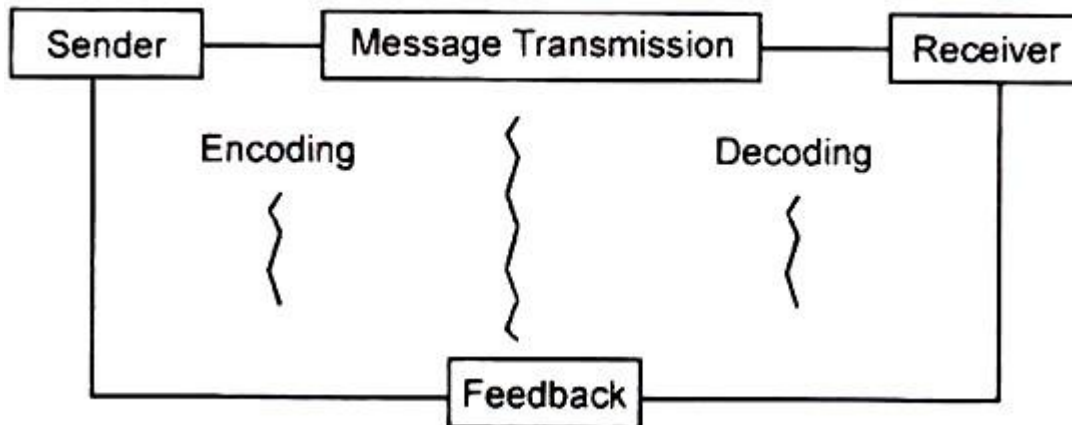 Sender
Message Transmission
Receiver
Encoding
Decoding
Feedback